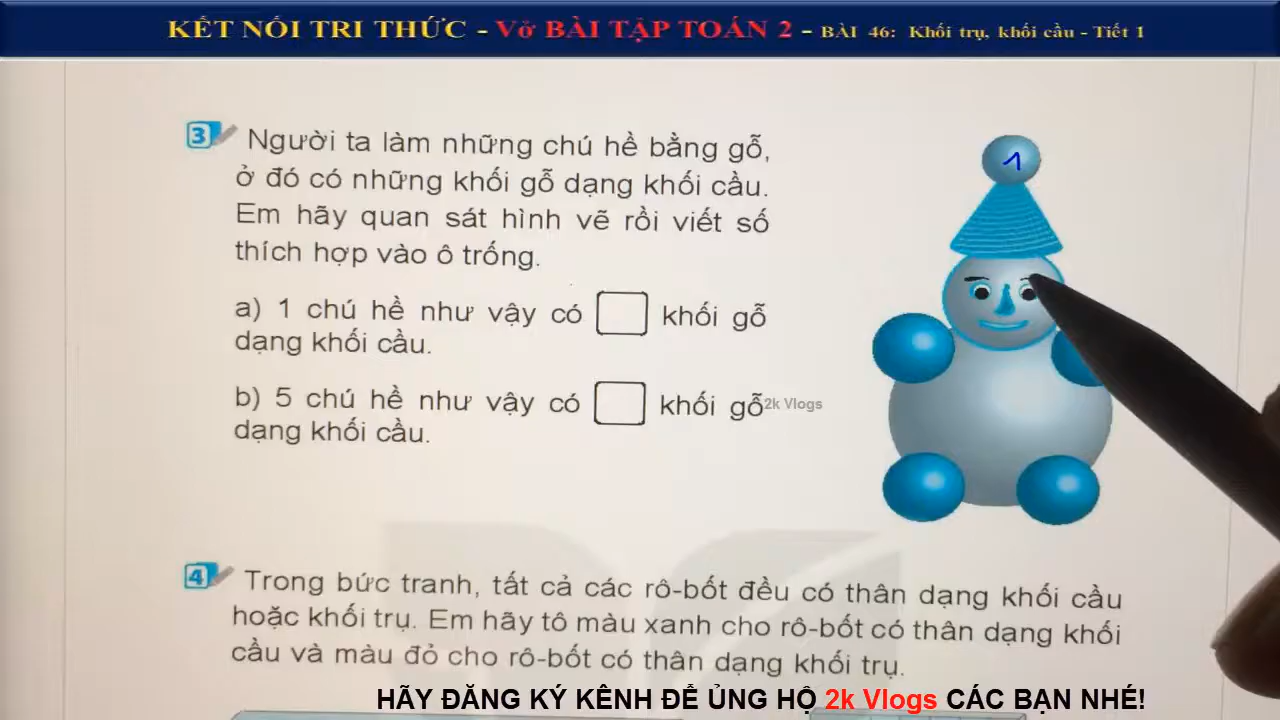 KẾT NỐI TRI THỨC - Vở BÀI TẬP TOÁN 2 - BÀI 46: Khối trụ, khối cầu - Tiết 1
3 Người ta làm những chú hề bằng gỗ,
ở đó có những khối gỗ dạng khối cầu.
Em hãy quan sát hình vẽ rồi viết số
thích hợp vào ô trống.
1
a) 1 chú hề như vậy có khối gỗ
dạng khối cầu.
b) 5 chú hề như vậy có khối gỗ
2k Vlogs
dạng khối cầu.
4 Trong bức tranh, tất cả các rô-bốt đều có thân dạng khối cầu
hoặc khối trụ. Em hãy tô màu xanh cho rô-bốt có thân dạng khối
cầu và màu đỏ cho rô-bốt có thân dạng khối trụ.
HÃY ĐĂNG KÝ KÊNH ĐỂ ỦNG HỘ 2k Vlogs CÁC BẠN NHÉ!